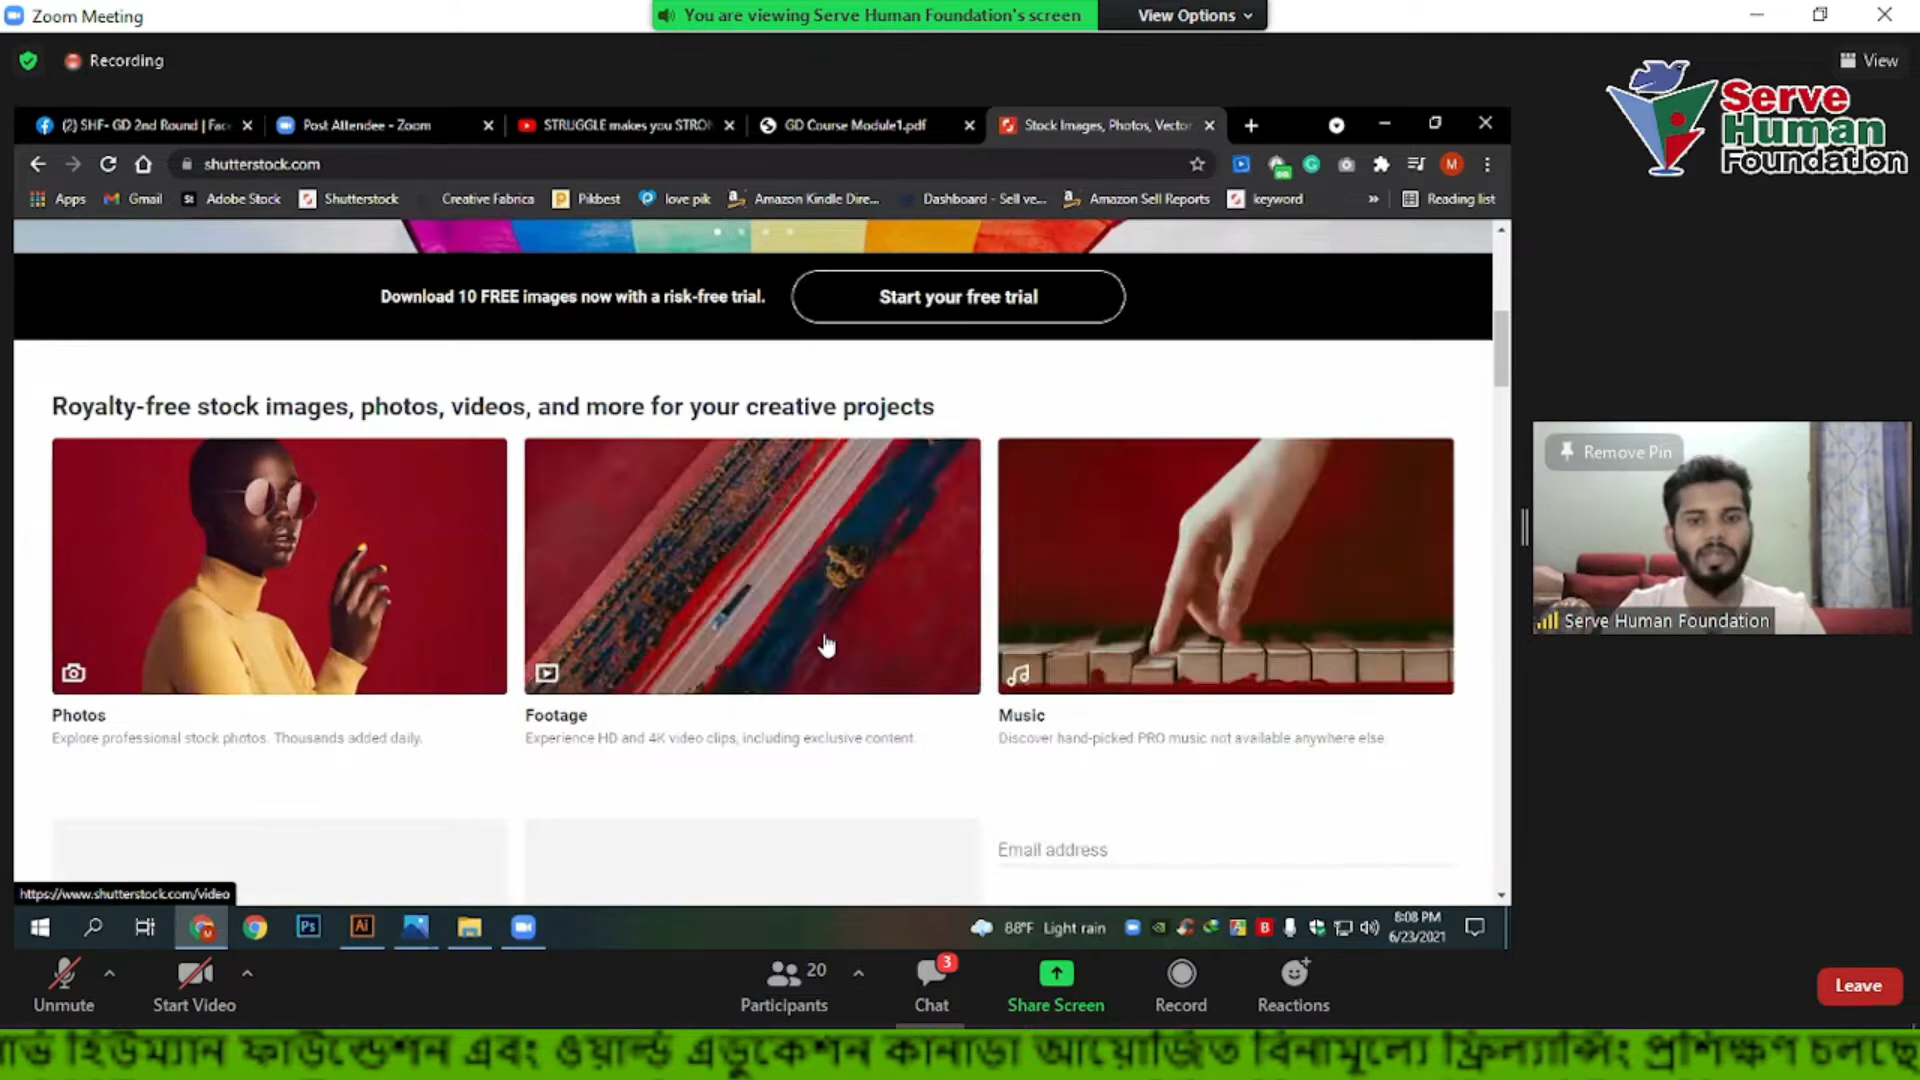 Zoom Meeting
You are viewing Serve Human Foundation's screen
View Options
Recording
View
Serve
Human
Foundation
(2) SHF- GD 2nd Round | Fac
Post Attendee - Zoom
STRUGGLE makes you STRO
GD Course Module1.pdf
Stock Images, Photos, Vector
shutterstock.com
M
Apps
Gmail
St Adobe Stock
Shutterstock
Creative Fabrica
Pikbest
love pik
Amazon Kindle Dire...
Dashboard - Sell ve...
Amazon Sell Reports
keyword
»
Reading list
Download 10 FREE images now with a risk-free trial.
Start your free trial
Royalty-free stock images, photos, videos, and more for your creative projects
Remove Pin
Serve Human Foundation
Photos
Footage
Music
Explore professional stock photos. Thousands added daily.
Experience HD and 4K video clips, including exclusive content.
Discover hand-picked PRO music not available anywhere else.
Email address
https://www.shutterstock.com/video
Ps
Ai
88°F Light rain
B
8:08 PM
6/23/2021
20
3
Unmute
Start Video
Participants
Chat
Share Screen
Record
Reactions
Leave
হিউম্যান ফাউন্ডেশন এবং ওয়ার্ল্ড এডুকেশন কানাডা আয়োজিত বিনামূল্যে ফ্রিল্যান্সিং প্রশিক্ষণ চলছে